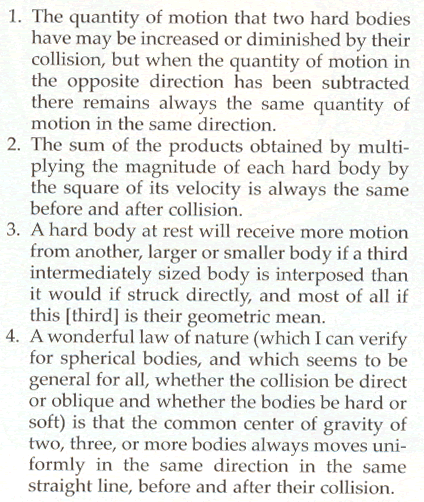 1. The quantity of motion that two hard bodies
have may be increased or diminished by their
collision, but when the quantity of motion in
the opposite direction has been subtracted
there remains always the same quantity of
motion in the same direction.
2. The sum of the products obtained by multi-
plying the magnitude of each hard body by
the square of its velocity is always the same
before and after collision.
3. A hard body at rest will receive more motion
from another, larger or smaller body if a third
intermediately sized body is interposed than
it would if struck directly, and most of all if
this [third] is their geometric mean.
4. A wonderful law of nature (which I can verify
for spherical bodies, and which seems to be
general for all, whether the collision be direct
or oblique and whether the bodies be hard or
soft) is that the common center of gravity of
two, three, or more bodies always moves uni-
formly in the same direction in the same
straight line, before and after their collision.